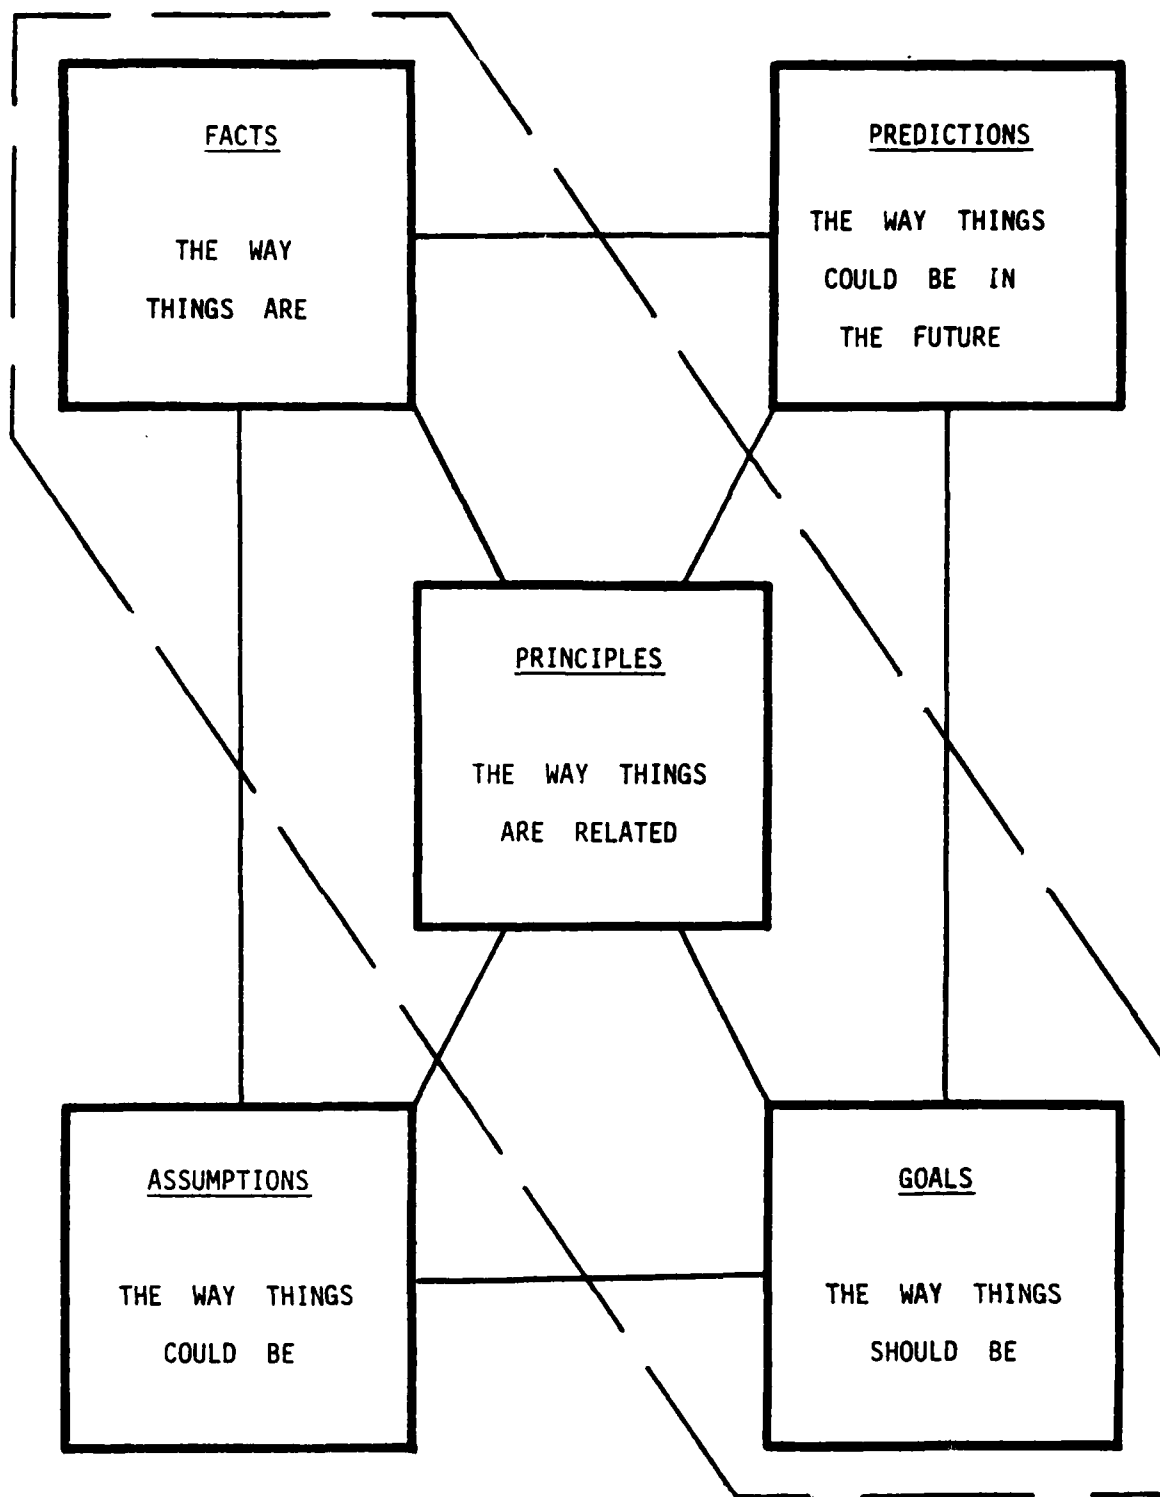 FACTS
THE WAY
THINGS ARE
PREDICTIONS
THE WAY THINGS
COULD BE IN
THE FUTURE
PRINCIPLES
THE WAY THINGS
ARE RELATED
ASSUMPTIONS
THE WAY THINGS
COULD BE
GOALS
THE WAY THINGS
SHOULD BE